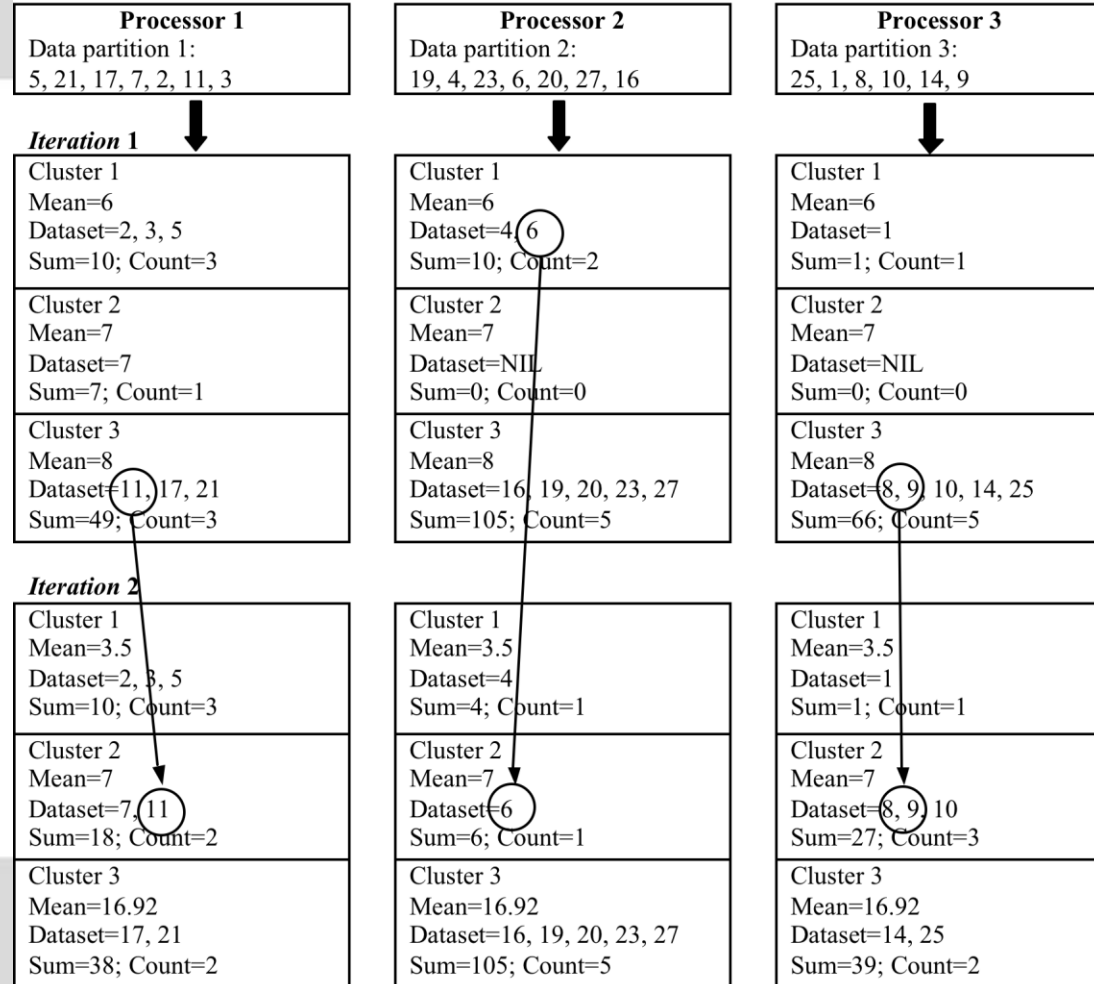 Processor 1
Data partition 1:
5, 21, 17, 7, 2, 11, 3
Processor 2
Data partition 2:
19, 4, 23, 6, 20, 27, 16
Processor 3
Data partition 3:
25, 1, 8, 10, 14, 9
Iteration 1
Cluster 1
Mean=6
Dataset=2, 3, 5
Sum=10; Count=3
Cluster 2
Mean=7
Dataset=7
Sum=7; Count=1
Cluster 3
Mean=8
Dataset=11, 17, 21
Sum=49; Count=3
Cluster 1
Mean=6
Dataset=4, 6
Sum=10; Count=2
Cluster 2
Mean=7
Dataset=NIL
Sum=0; Count=0
Cluster 3
Mean=8
Dataset=16, 19, 20, 23, 27
Sum=105; Count=5
Cluster 1
Mean=6
Dataset=1
Sum=1; Count=1
Cluster 2
Mean=7
Dataset=NIL
Sum=0; Count=0
Cluster 3
Mean=8
Dataset=8, 9, 10, 14, 25
Sum=66; Count=5
Iteration 2
Cluster 1
Mean=3.5
Dataset=2, 3, 5
Sum=10; Count=3
Cluster 2
Mean=7
Dataset=7, 11
Sum=18; Count=2
Cluster 3
Mean=16.92
Dataset=17, 21
Sum=38; Count=2
Cluster 1
Mean=3.5
Dataset=4
Sum=4; Count=1
Cluster 2
Mean=7
Dataset=6
Sum=6; Count=1
Cluster 3
Mean=16.92
Dataset=16, 19, 20, 23, 27
Sum=105; Count=5
Cluster 1
Mean=3.5
Dataset=1
Sum=1; Count=1
Cluster 2
Mean=7
Dataset=8, 9, 10
Sum=27; Count=3
Cluster 3
Mean=16.92
Dataset=14, 25
Sum=39; Count=2